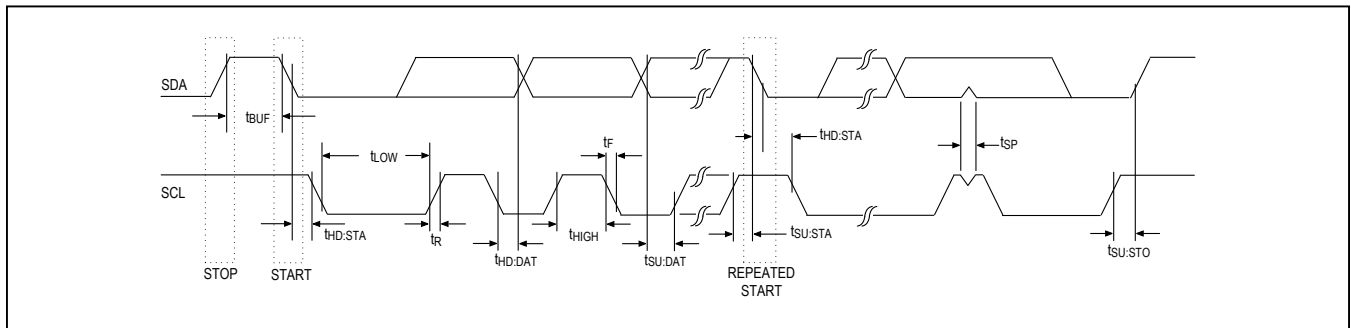 SDA
tBUF
tLOW
tF
tHD:STA
tSP
SCL
tHD:STA
tR
tHD:DAT
tHIGH
tSU:DAT
tSU:STA
tSU:STO
STOP
START
REPEATED
START